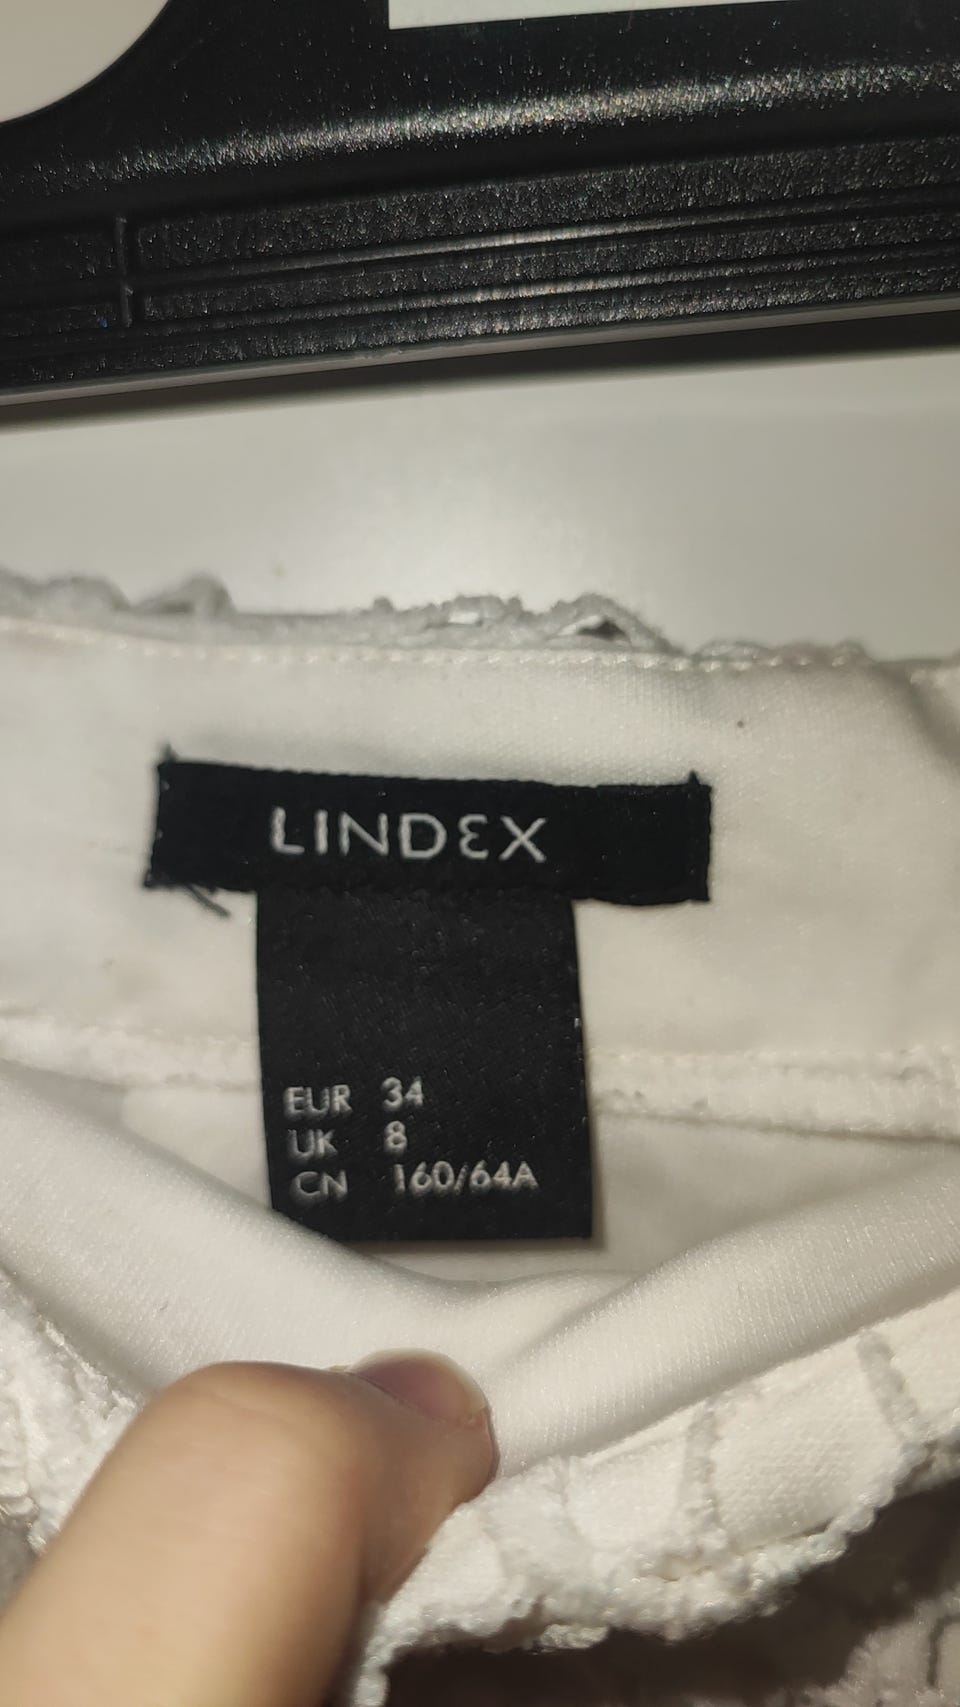 LINDEX
EUR 34
UK 8
CN 160/64A